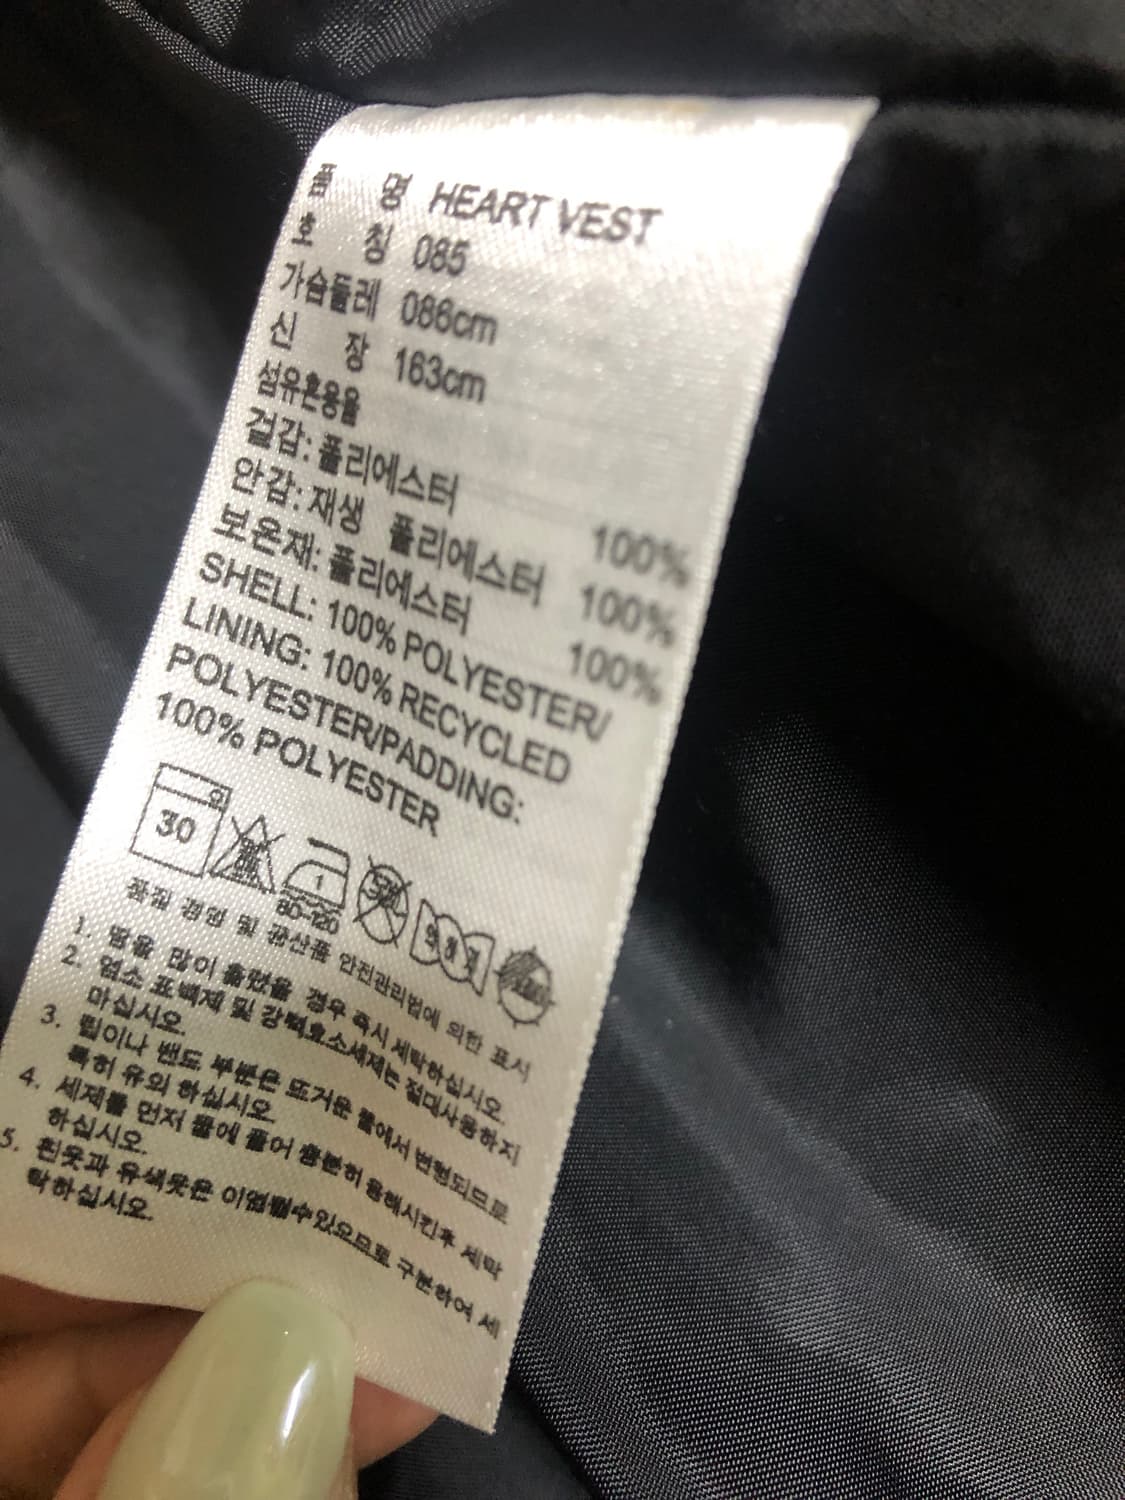 품 명 HEART VEST
호 칭 085
가슴둘레 086cm
신 장 163cm
섬유혼용율
겉감: 폴리에스터 100%
안감: 재생 폴리에스터 100%
보온재: 폴리에스터 100%
SHELL: 100% POLYESTER/
LINING: 100% RECYCLED
POLYESTER/PADDING:
100% POLYESTER
30
80-120
품질 경영 및 공산품 안전관리법에 의한 표시
1. 땀을 많이 흘렸을 경우 즉시 세탁하십시오.
2. 염소 표백제 및 강력효소세제는 절대사용하지
마십시오.
3. 립이나 밴드 부분은 뜨거운 물에서 변형되므로
특히 유의 하십시오.
4. 세제를 먼저 물에 풀어 충분히 용해시킨후 세탁
하십시오.
5. 흰옷과 유색옷은 이염될수있으므로 구분하여 세
탁하십시오.